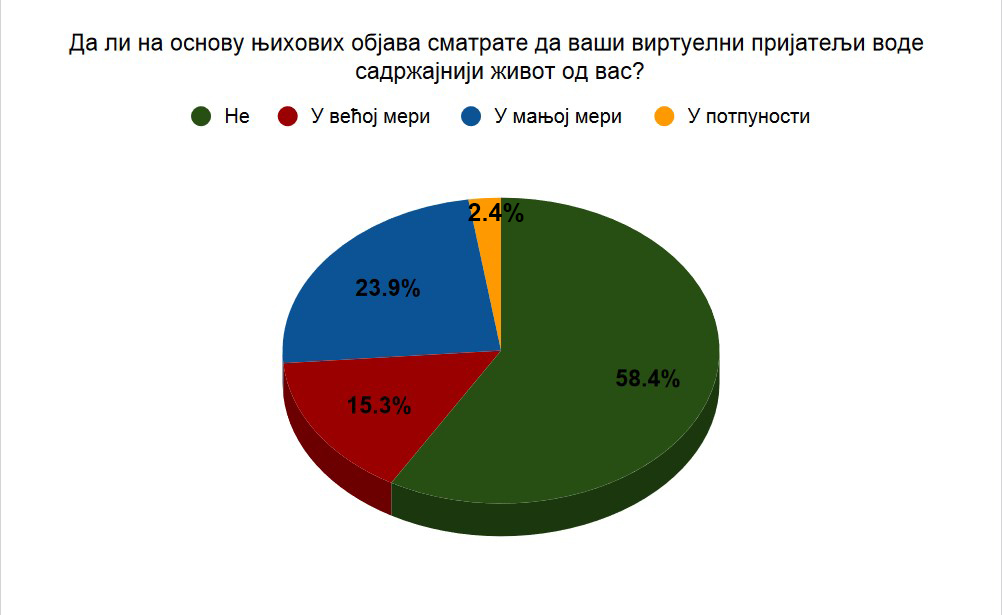 Да ли на основу њихових објава сматрате да ваши виртуелни пријатељи воде
садржајнији живот од вас?
Не У већој мери У мањој мери У потпуности
2.4%
23.9%
58.4%
15.3%